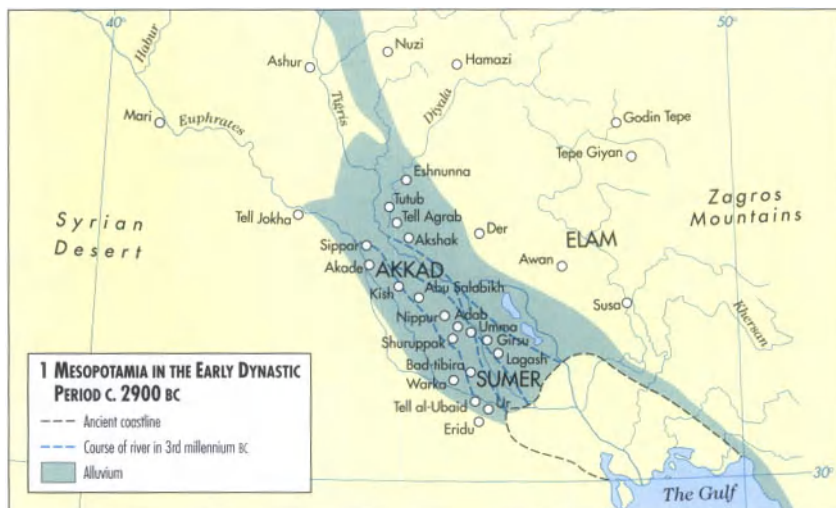 40°
50°
Habur
Nuzi
Ashur
Hamazi
Mari
Euphrates
Tigris
Diyala
Godin Tepe
Tepe Giyan
Eshnunna
Zagros
Mountains
Tutub
Syrian
Desert
Tell Jokha
Tell Agrab
Der
Akshak
ELAM
Sippar
Akade
AKKAD
Awan
Kish
Abu Salabikh
Susa
Khersan
Nippur
Adab
Umma
Shuruppak
Girsu
Lagash
Bad-tibira
SUMER
Warka
Tell al-Ubaid
Ur
Eridu
30°
30°
The Gulf
1 MESOPOTAMIA IN THE EARLY DYNASTIC
PERIOD C. 2900 BC
Ancient coastline
Course of river in 3rd millennium BC
Alluvium